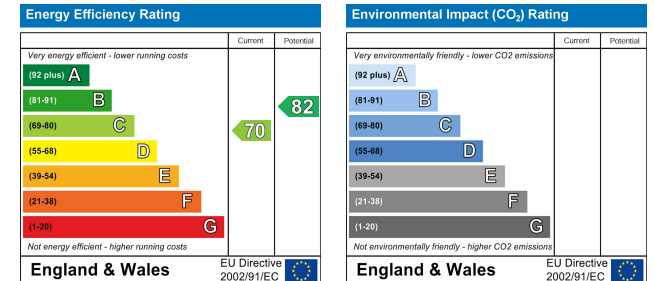 Energy Efficiency Rating
Current
Potential
Very energy efficient - lower running costs
(92 plus) A
(81-91) B
(69-80) C
(55-68) D
(39-54) E
(21-38) F
(1-20) G
70
82
Not energy efficient - higher running costs
England & Wales
EU Directive
2002/91/EC
Environmental Impact (CO₂) Rating
Current
Potential
Very environmentally friendly - lower CO2 emissions
(92 plus) A
(81-91) B
(69-80) C
(55-68) D
(39-54) E
(21-38) F
(1-20) G
Not environmentally friendly - higher CO2 emissions
England & Wales
EU Directive
2002/91/EC